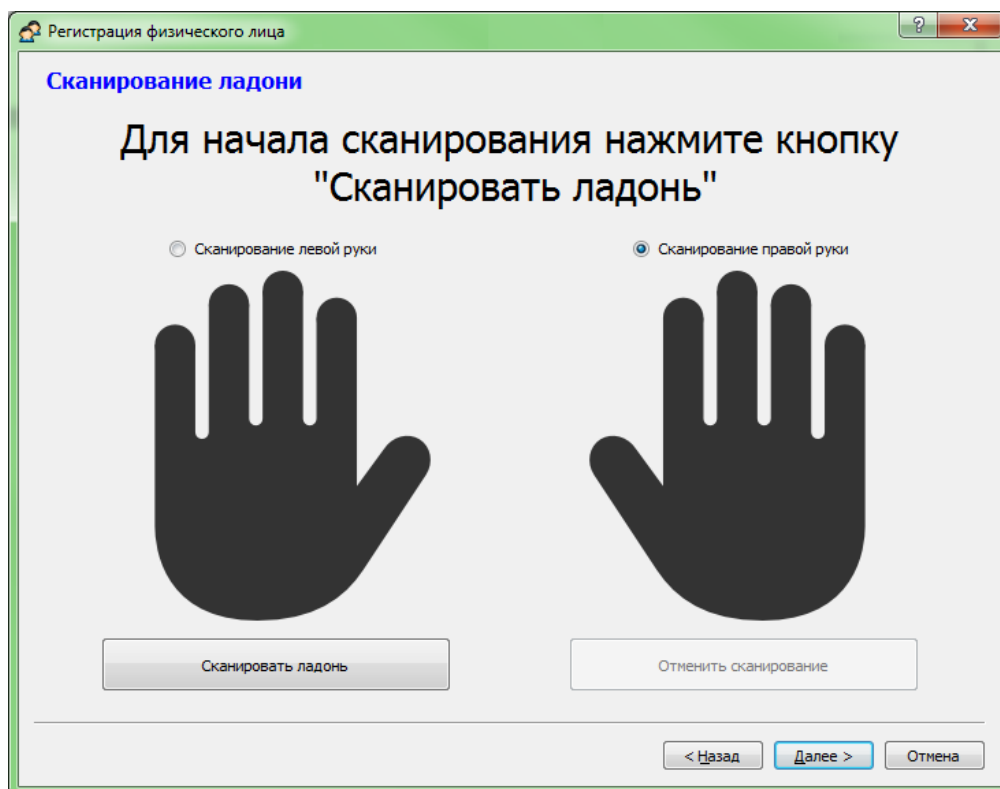 Регистрация физического лица
Сканирование ладони
Для начала сканирования нажмите кнопку
"Сканировать ладонь"
Сканирование левой руки
Сканирование правой руки
Сканировать ладонь
Отменить сканирование
< Назад
Далее >
Отмена